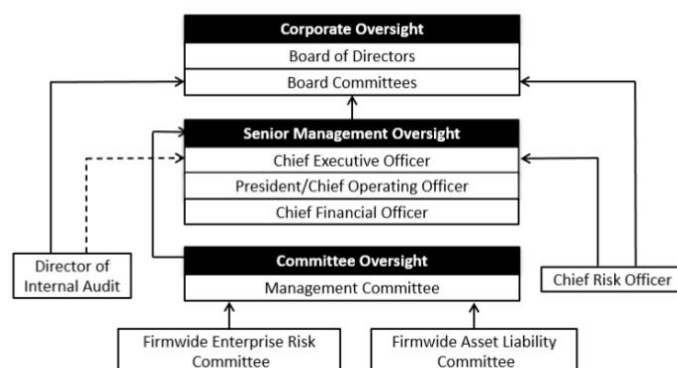 Corporate Oversight
Board of Directors
Board Committees
Senior Management Oversight
Chief Executive Officer
President/Chief Operating Officer
Chief Financial Officer
Director of
Internal Audit
Committee Oversight
Management Committee
Chief Risk Officer
Firmwide Enterprise Risk
Committee
Firmwide Asset Liability
Committee